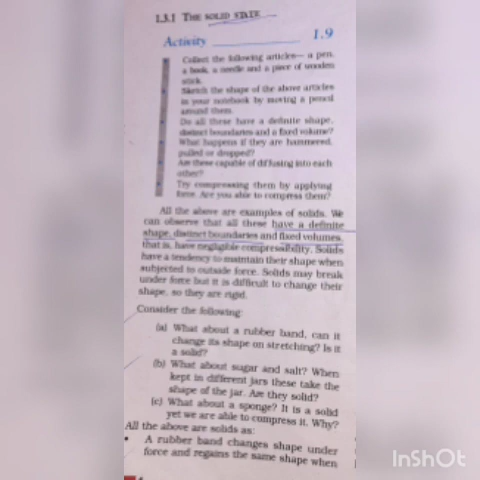 1.3.1 THE SOLID STATE
Activity 1.9
Collect the following articles— a pen,
a book, a needle and a piece of wooden
stick.
Sketch the shape of the above articles
in your notebook by moving a pencil
around them.
Do all these have a definite shape,
distinct boundaries and a fixed volume?
What happens if they are hammered,
pulled or dropped?
Are these capable of diffusing into each
other?
Try compressing them by applying
force. Are you able to compress them?
All the above are examples of solids. We
can observe that all these have a definite
shape, distinct boundaries and fixed volumes,
that is, have negligible compressibility. Solids
have a tendency to maintain their shape when
subjected to outside force. Solids may break
under force but it is difficult to change their
shape, so they are rigid.
Consider the following:
(a) What about a rubber band, can it
change its shape on stretching? Is it
a solid?
(b) What about sugar and salt? When
kept in different jars these take the
shape of the jar. Are they solid?
(c) What about a sponge? It is a solid
yet we are able to compress it. Why?
All the above are solids as:
• A rubber band changes shape under
force and regains the same shape when
InShOt